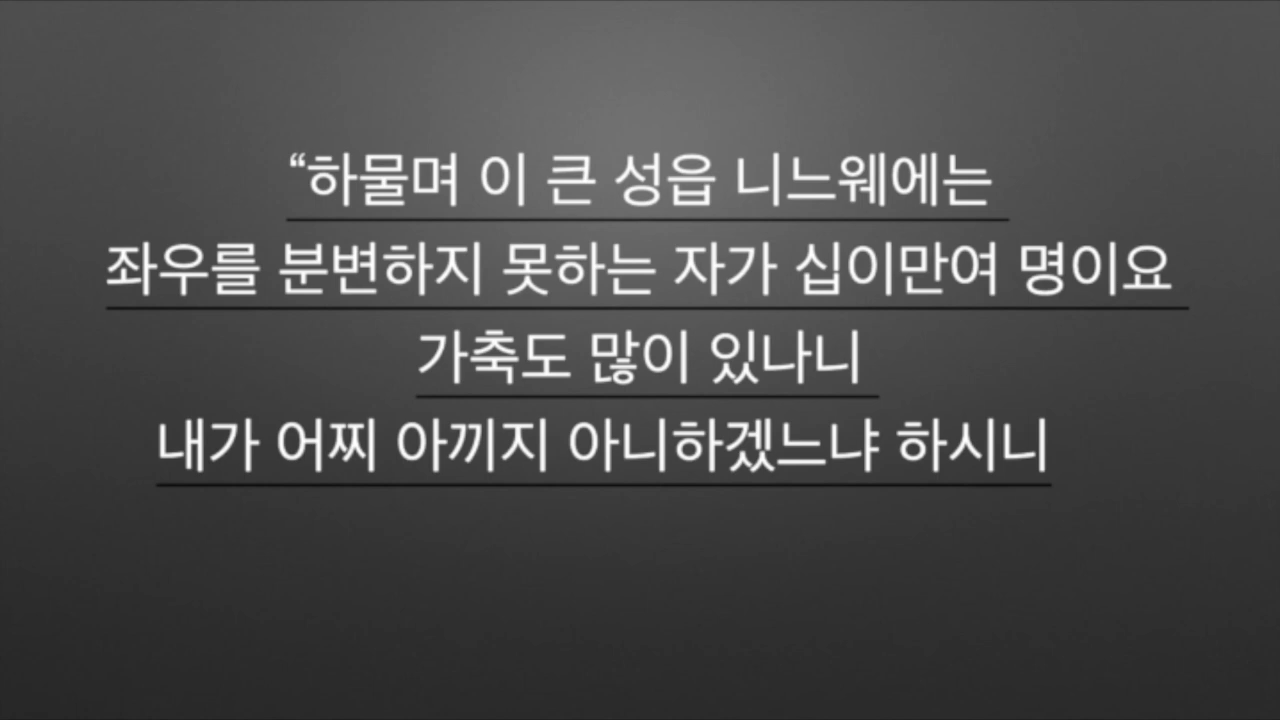 “하물며 이 큰 성읍 니느웨에는
좌우를 분변하지 못하는 자가 십이만여 명이요
가축도 많이 있나니
내가 어찌 아끼지 아니하겠느냐 하시니